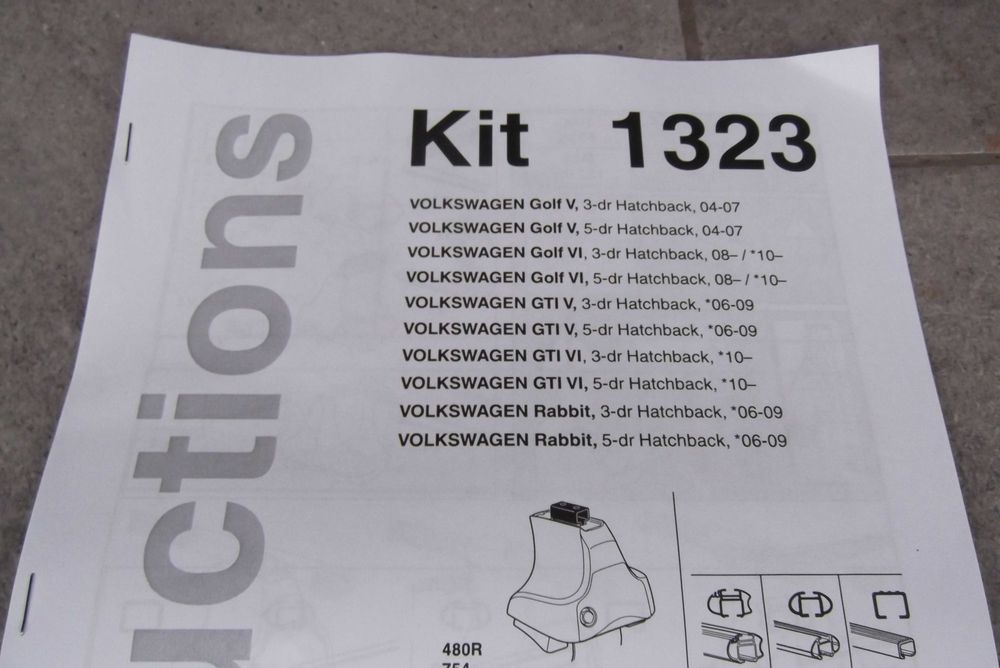 uctions
Kit 1323
VOLKSWAGEN Golf V, 3-dr Hatchback, 04-07
VOLKSWAGEN Golf V, 5-dr Hatchback, 04-07
VOLKSWAGEN Golf VI, 3-dr Hatchback, 08– / *10–
VOLKSWAGEN Golf VI, 5-dr Hatchback, 08– / *10–
VOLKSWAGEN GTI V, 3-dr Hatchback, *06-09
VOLKSWAGEN GTI V, 5-dr Hatchback, *06-09
VOLKSWAGEN GTI VI, 3-dr Hatchback, *10–
VOLKSWAGEN GTI VI, 5-dr Hatchback, *10–
VOLKSWAGEN Rabbit, 3-dr Hatchback, *06-09
VOLKSWAGEN Rabbit, 5-dr Hatchback, *06-09
480R
754